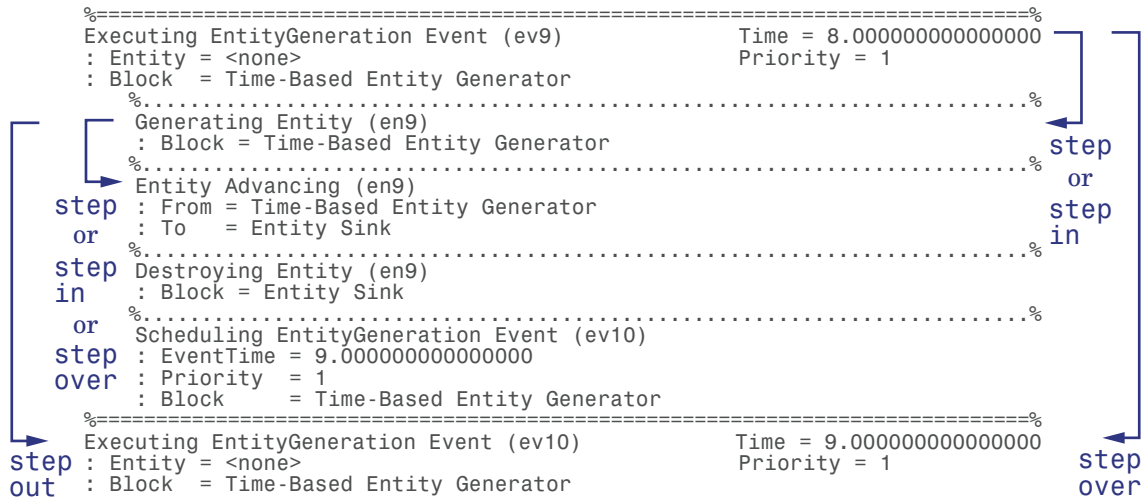 %==============================================================================%
Executing EntityGeneration Event (ev9) Time = 8.000000000000000
: Entity = <none> Priority = 1
: Block = Time-Based Entity Generator
%..........................................................................%
Generating Entity (en9)
: Block = Time-Based Entity Generator
%..........................................................................%
Entity Advancing (en9)
: From = Time-Based Entity Generator
: To = Entity Sink
%..........................................................................%
Destroying Entity (en9)
: Block = Entity Sink
%..........................................................................%
Scheduling EntityGeneration Event (ev10)
: EventTime = 9.000000000000000
: Priority = 1
: Block = Time-Based Entity Generator
%==============================================================================%
Executing EntityGeneration Event (ev10) Time = 9.000000000000000
: Entity = <none> Priority = 1
: Block = Time-Based Entity Generator
step
or
step
in
or
step
over
step
out
step
or
step
in
step
over